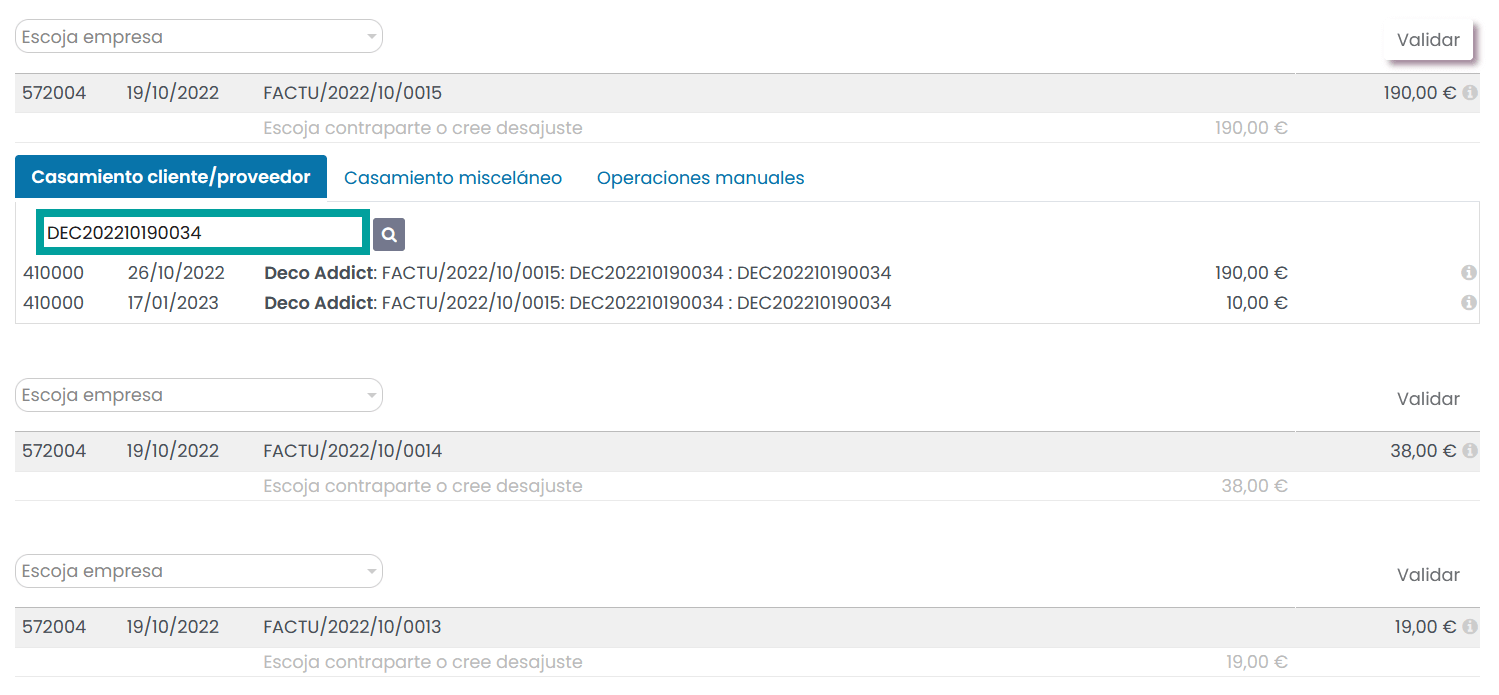 Escoja empresa Validar
572004 19/10/2022 FACTU/2022/10/0015 190,00 €
Escoja contraparte o cree desajuste 190,00 €
Casamiento cliente/proveedor Casamiento misceláneo Operaciones manuales
DEC202210190034
410000 26/10/2022 Deco Addict: FACTU/2022/10/0015: DEC202210190034 : DEC202210190034 190,00 €
410000 17/01/2023 Deco Addict: FACTU/2022/10/0015: DEC202210190034 : DEC202210190034 10,00 €
Escoja empresa Validar
572004 19/10/2022 FACTU/2022/10/0014 38,00 €
Escoja contraparte o cree desajuste 38,00 €
Escoja empresa Validar
572004 19/10/2022 FACTU/2022/10/0013 19,00 €
Escoja contraparte o cree desajuste 19,00 €